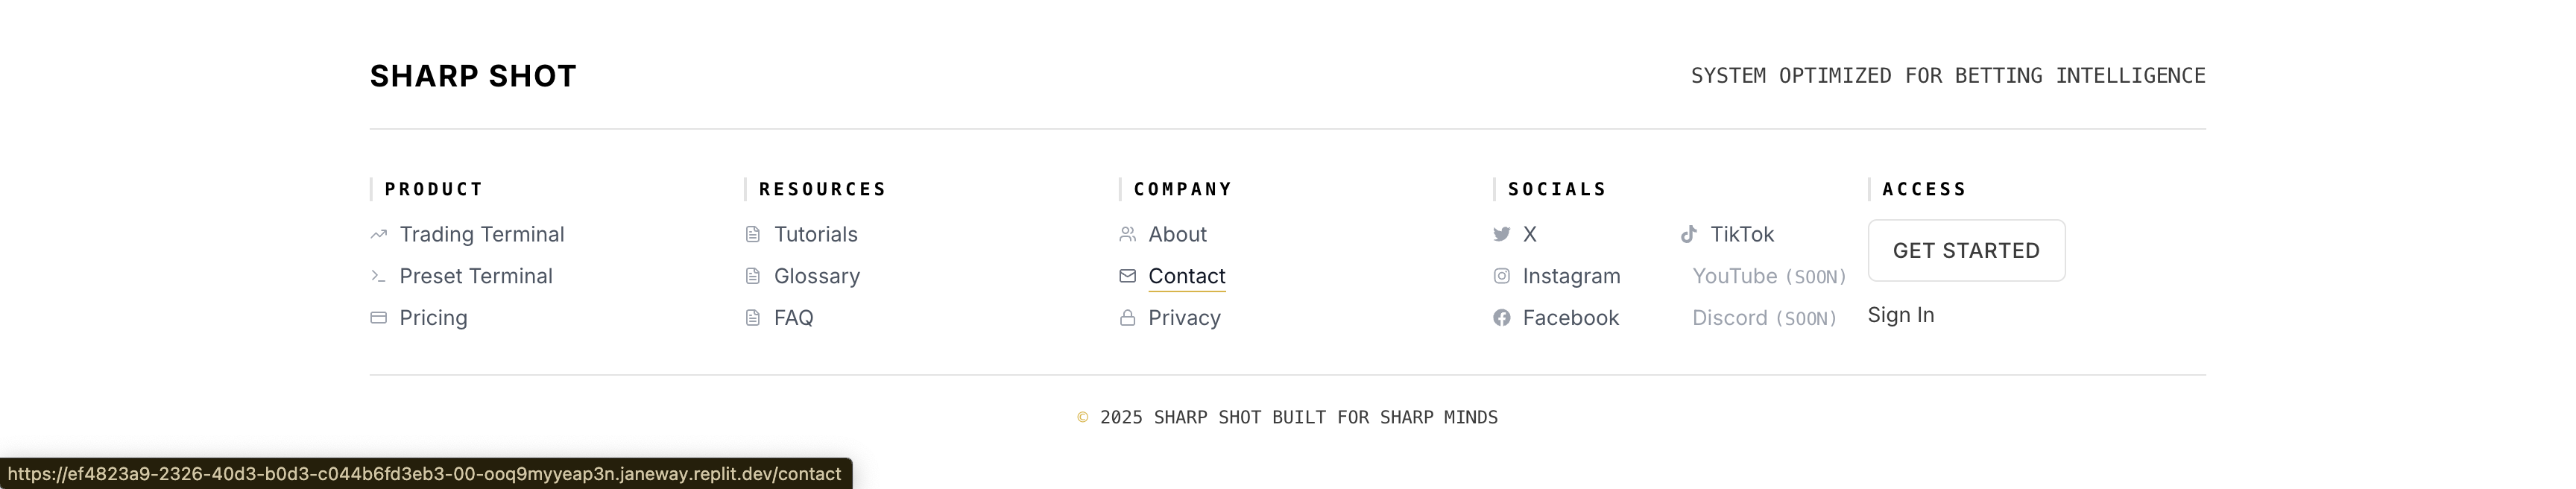 SHARP SHOT
SYSTEM OPTIMIZED FOR BETTING INTELLIGENCE
PRODUCT
Trading Terminal
Preset Terminal
Pricing
RESOURCES
Tutorials
Glossary
FAQ
COMPANY
About
Contact
Privacy
SOCIALS
X
Instagram
Facebook
TikTok
YouTube (SOON)
Discord (SOON)
ACCESS
GET STARTED
Sign In
© 2025 SHARP SHOT BUILT FOR SHARP MINDS
https://ef4823a9-2326-40d3-b0d3-c044b6fd3eb3-00-ooq9myyeap3n.janeway.replit.dev/contact